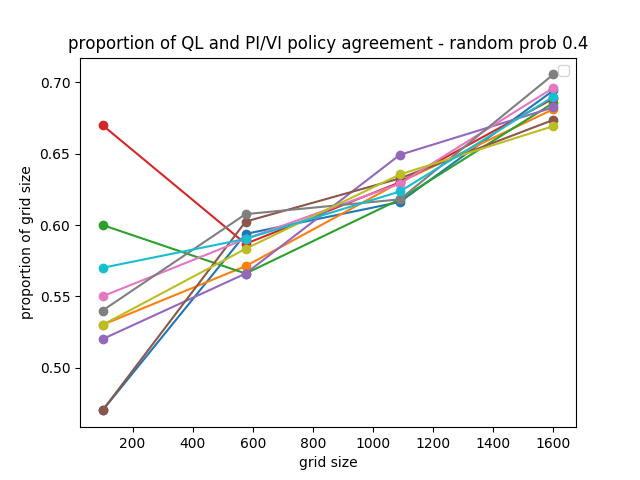 proportion of QL and PI/VI policy agreement - random prob 0.4
0.70
0.65
0.60
0.55
0.50
proportion of grid size
200 400 600 800 1000 1200 1400 1600
grid size